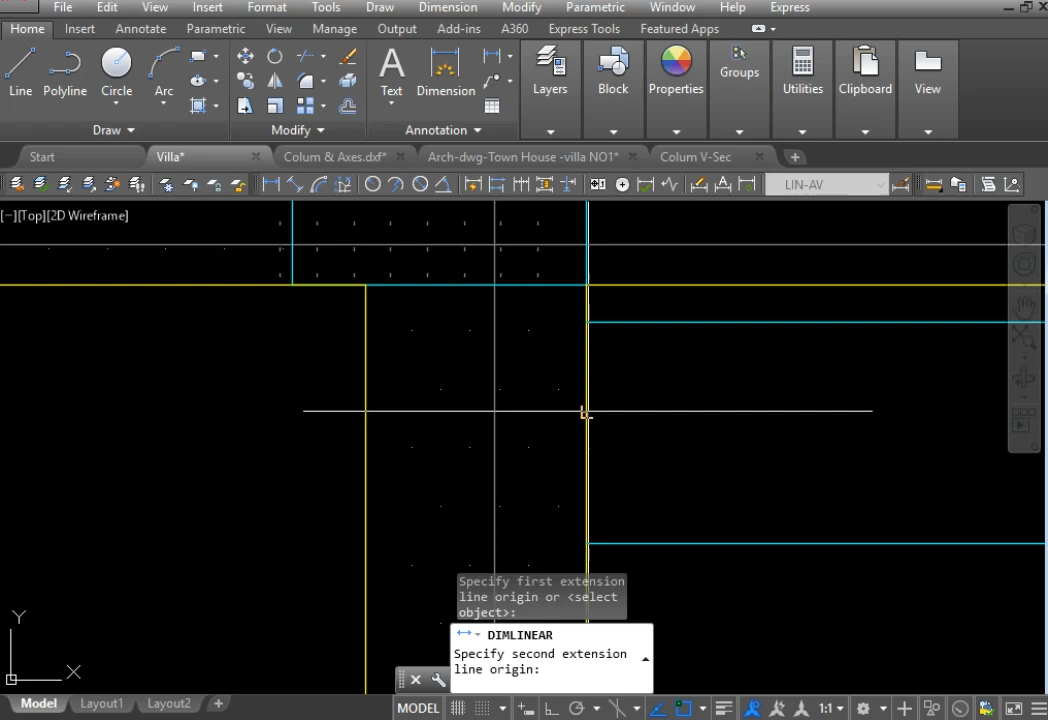 File Edit View Insert Format Tools Draw Dimension Modify Parametric Window Help Express
Home Insert Annotate Parametric View Manage Output Add-ins A360 Express Tools Featured Apps
Line Polyline Circle Arc Text Dimension Layers Block Properties Groups Utilities Clipboard View
Draw Modify Annotation
Start Villa* Colum & Axes.dxf* Arch-dwg-Town House -villa NO1* Colum V-Sec
LIN-AV
[−][Top][2D Wireframe]
Specify first extension
line origin or <select
object>:
DIMLINEAR
Specify second extension
line origin:
Y
X
Model Layout1 Layout2
MODEL 1:1